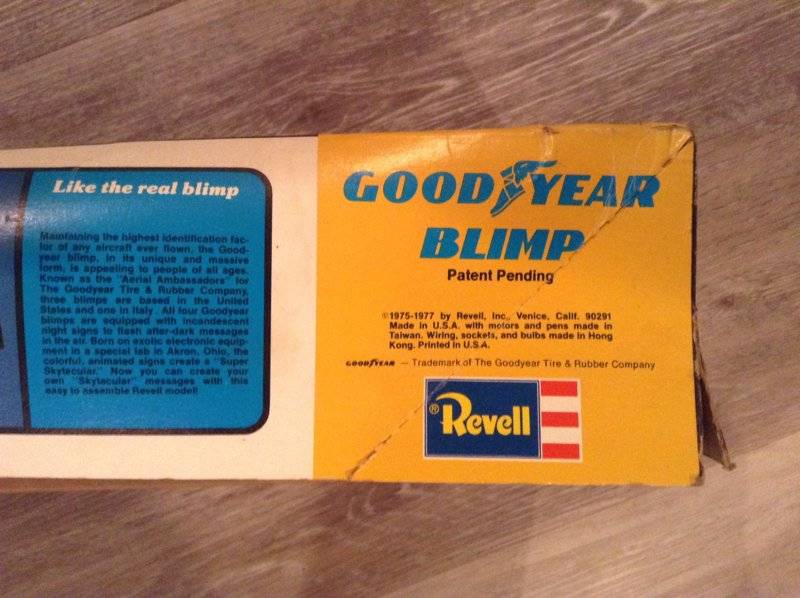 Like the real blimp
Maintaining the highest identification fac-
tor of any aircraft ever flown, the Good-
year blimp, in its unique and massive
form, is appealing to people of all ages.
Known as the "Aerial Ambassadors" for
The Goodyear Tire & Rubber Company,
three blimps are based in the United
States and one in Italy. All four Goodyear
blimps are equipped with incandescent
night signs to flash after-dark messages
in the air. Born on exotic electronic equip-
ment in a special lab in Akron, Ohio, the
colorful, animated signs create a "Super
Skytacular." Now you can create your
own "Skytacular" messages with this
easy to assemble Revell model!
GOOD YEAR
BLIMP
Patent Pending
©1975-1977 by Revell, Inc., Venice, Calif. 90291
Made in U.S.A. with motors and pens made in
Taiwan. Wiring, sockets, and bulbs made in Hong
Kong. Printed in U.S.A.
GOODYEAR — Trademark of The Goodyear Tire & Rubber Company
® Revell